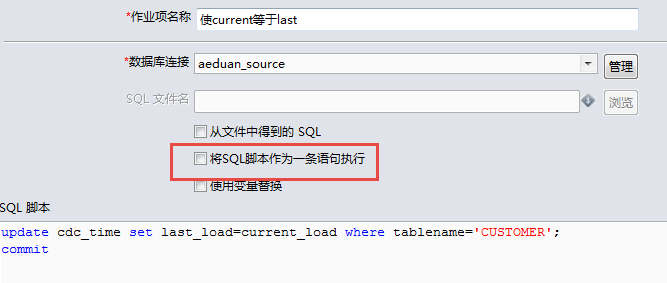 *作业项名称 使current等于last
*数据库连接 aeduan_source 管理
SQL 文件名 浏览
从文件中得到的 SQL
将SQL脚本作为一条语句执行
使用变量替换
SQL 脚本
update cdc_time set last_load=current_load where tablename='CUSTOMER';
commit